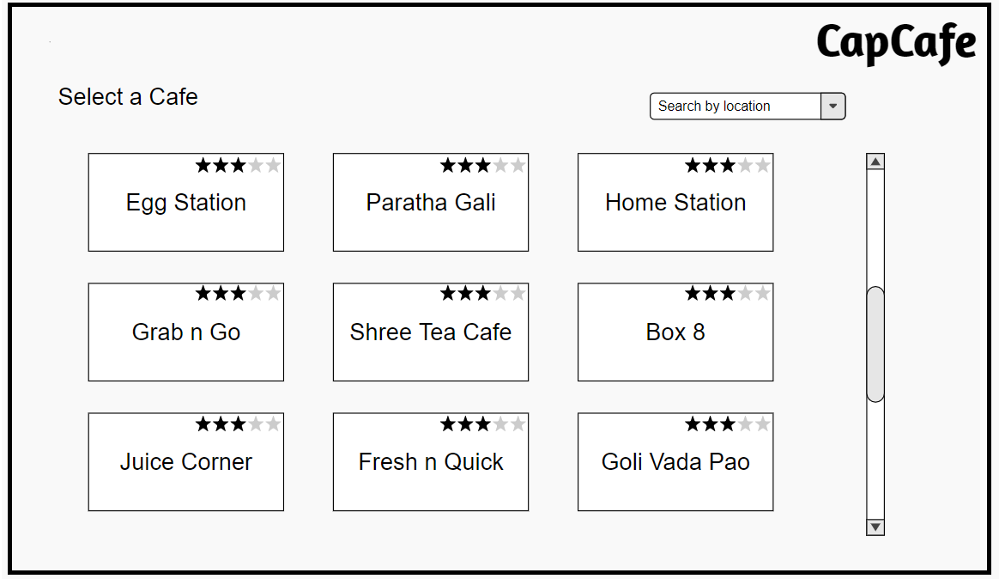 CapCafe
Select a Cafe
Search by location
Egg Station
Paratha Gali
Home Station
Grab n Go
Shree Tea Cafe
Box 8
Juice Corner
Fresh n Quick
Goli Vada Pao